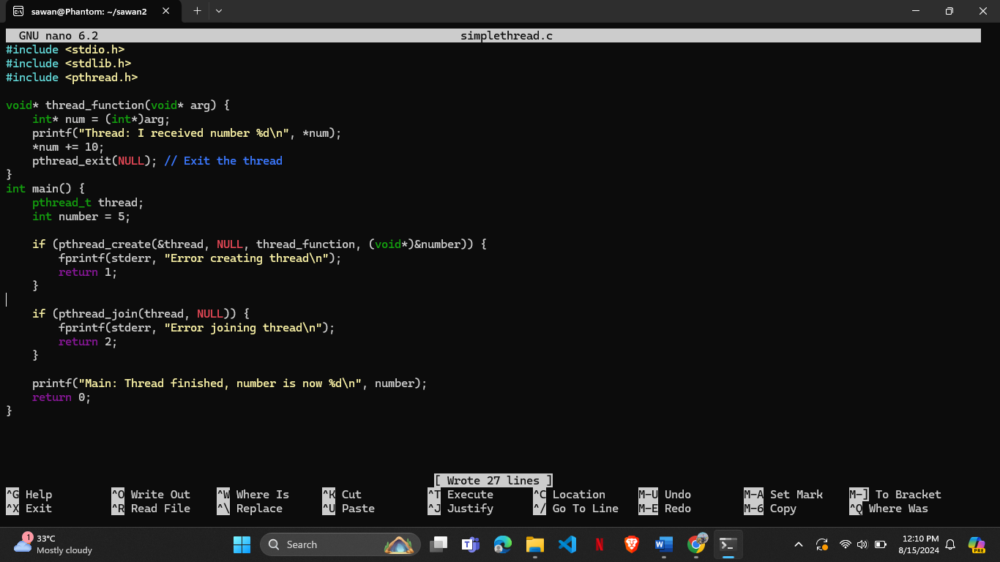 sawan@Phantom: ~/sawan2
GNU nano 6.2 simplethread.c
#include <stdio.h>
#include <stdlib.h>
#include <pthread.h>
void* thread_function(void* arg) {
    int* num = (int*)arg;
    printf("Thread: I received number %d\n", *num);
    *num += 10;
    pthread_exit(NULL); // Exit the thread
}
int main() {
    pthread_t thread;
    int number = 5;
    if (pthread_create(&thread, NULL, thread_function, (void*)&number)) {
        fprintf(stderr, "Error creating thread\n");
        return 1;
    }
    if (pthread_join(thread, NULL)) {
        fprintf(stderr, "Error joining thread\n");
        return 2;
    }
    printf("Main: Thread finished, number is now %d\n", number);
    return 0;
}
[ Wrote 27 lines ]
^G Help ^O Write Out ^W Where Is ^K Cut ^T Execute ^C Location M-U Undo M-A Set Mark M-] To Bracket
^X Exit ^R Read File ^\ Replace ^U Paste ^J Justify ^/ Go To Line M-E Redo M-6 Copy ^Q Where Was
1
33°C
Mostly cloudy
Search
12:10 PM
8/15/2024
PRE